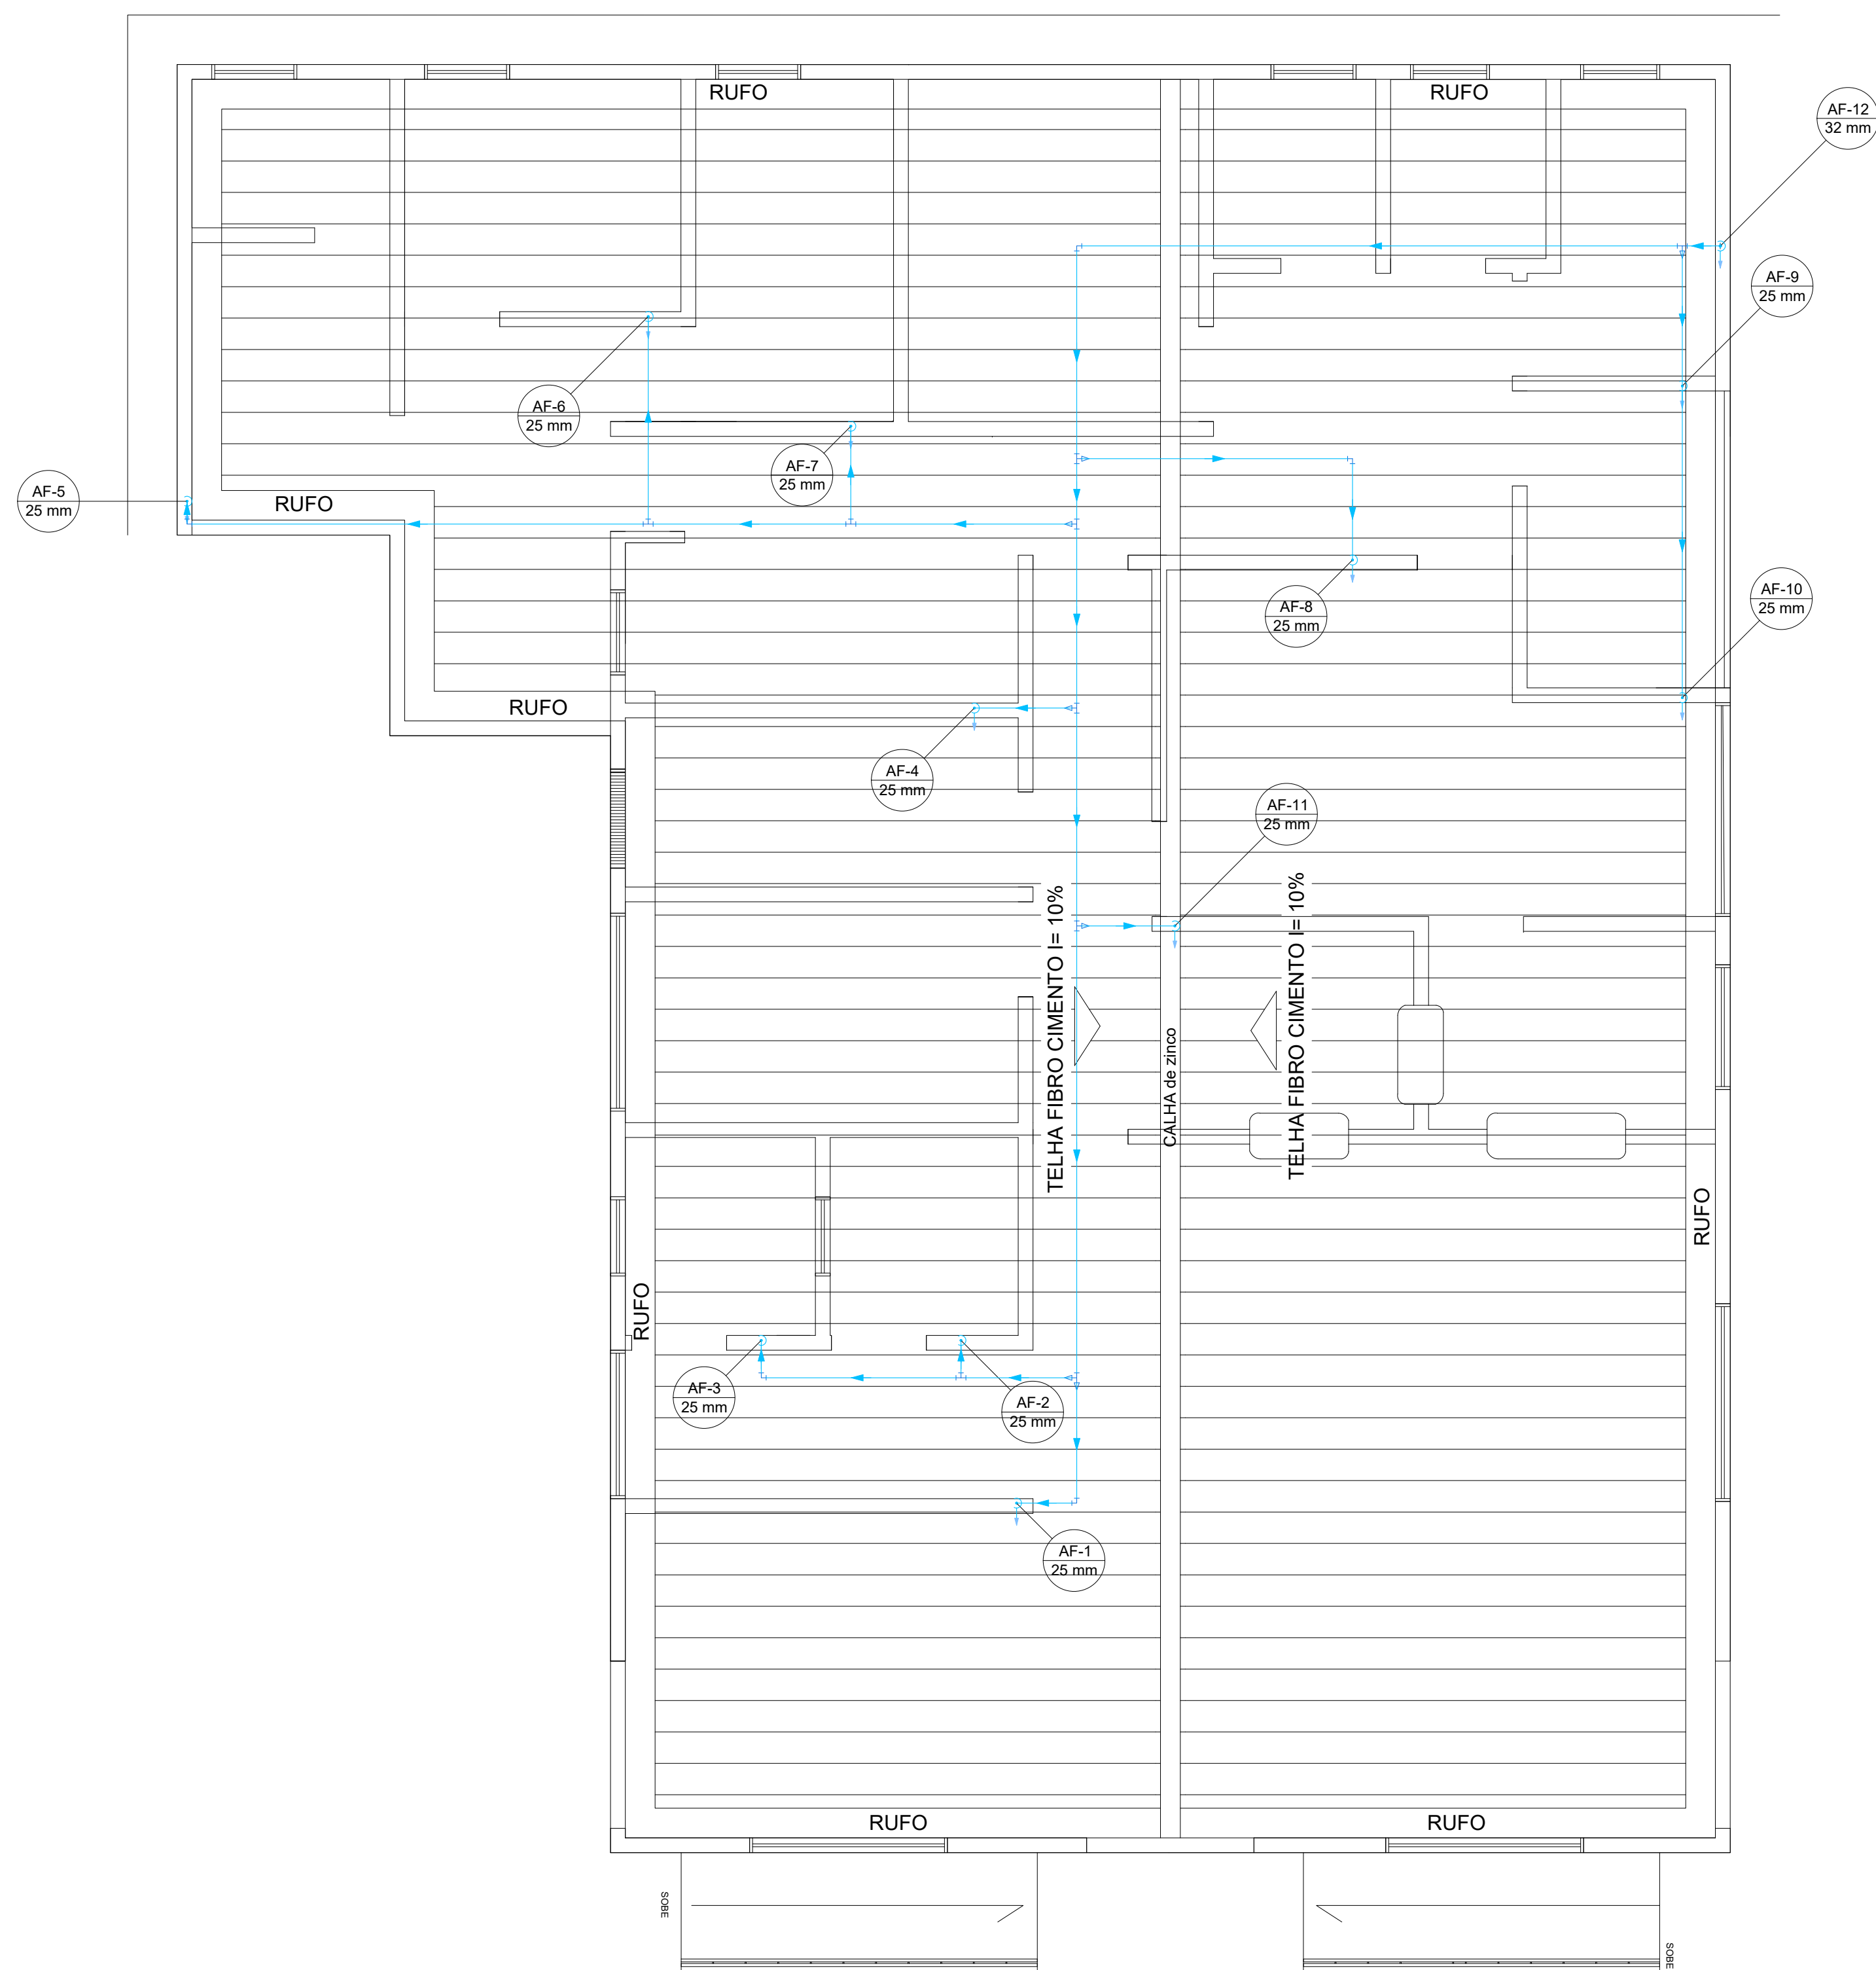 RUFO
RUFO
AF-12
32 mm
AF-9
25 mm
AF-6
25 mm
AF-7
25 mm
AF-5
25 mm
RUFO
AF-8
25 mm
AF-10
25 mm
RUFO
AF-4
25 mm
AF-11
25 mm
TELHA FIBRO CIMENTO I= 10%
CALHA de zinco
TELHA FIBRO CIMENTO I= 10%
RUFO
RUFO
AF-3
25 mm
AF-2
25 mm
AF-1
25 mm
RUFO
RUFO
SOBE
SOBE